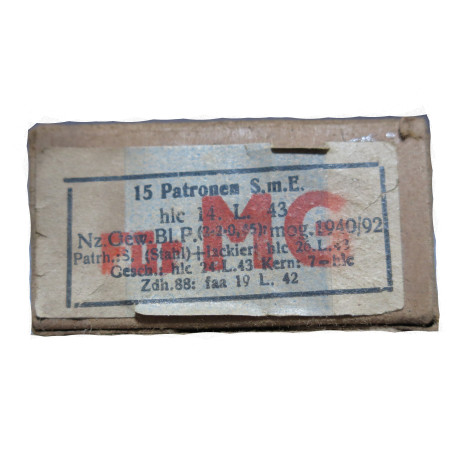 15 Patronen S.m.E.
hlc 14. L. 43
Nz.Gew.Bl.P. mog. 1940/92
Patrh.:S. (Stahl)+lackiert hlc 26.L.43
Gesch.: hlc 24.L.43 Kern: hlc
Zdh.88: faa 19 L. 42
MG